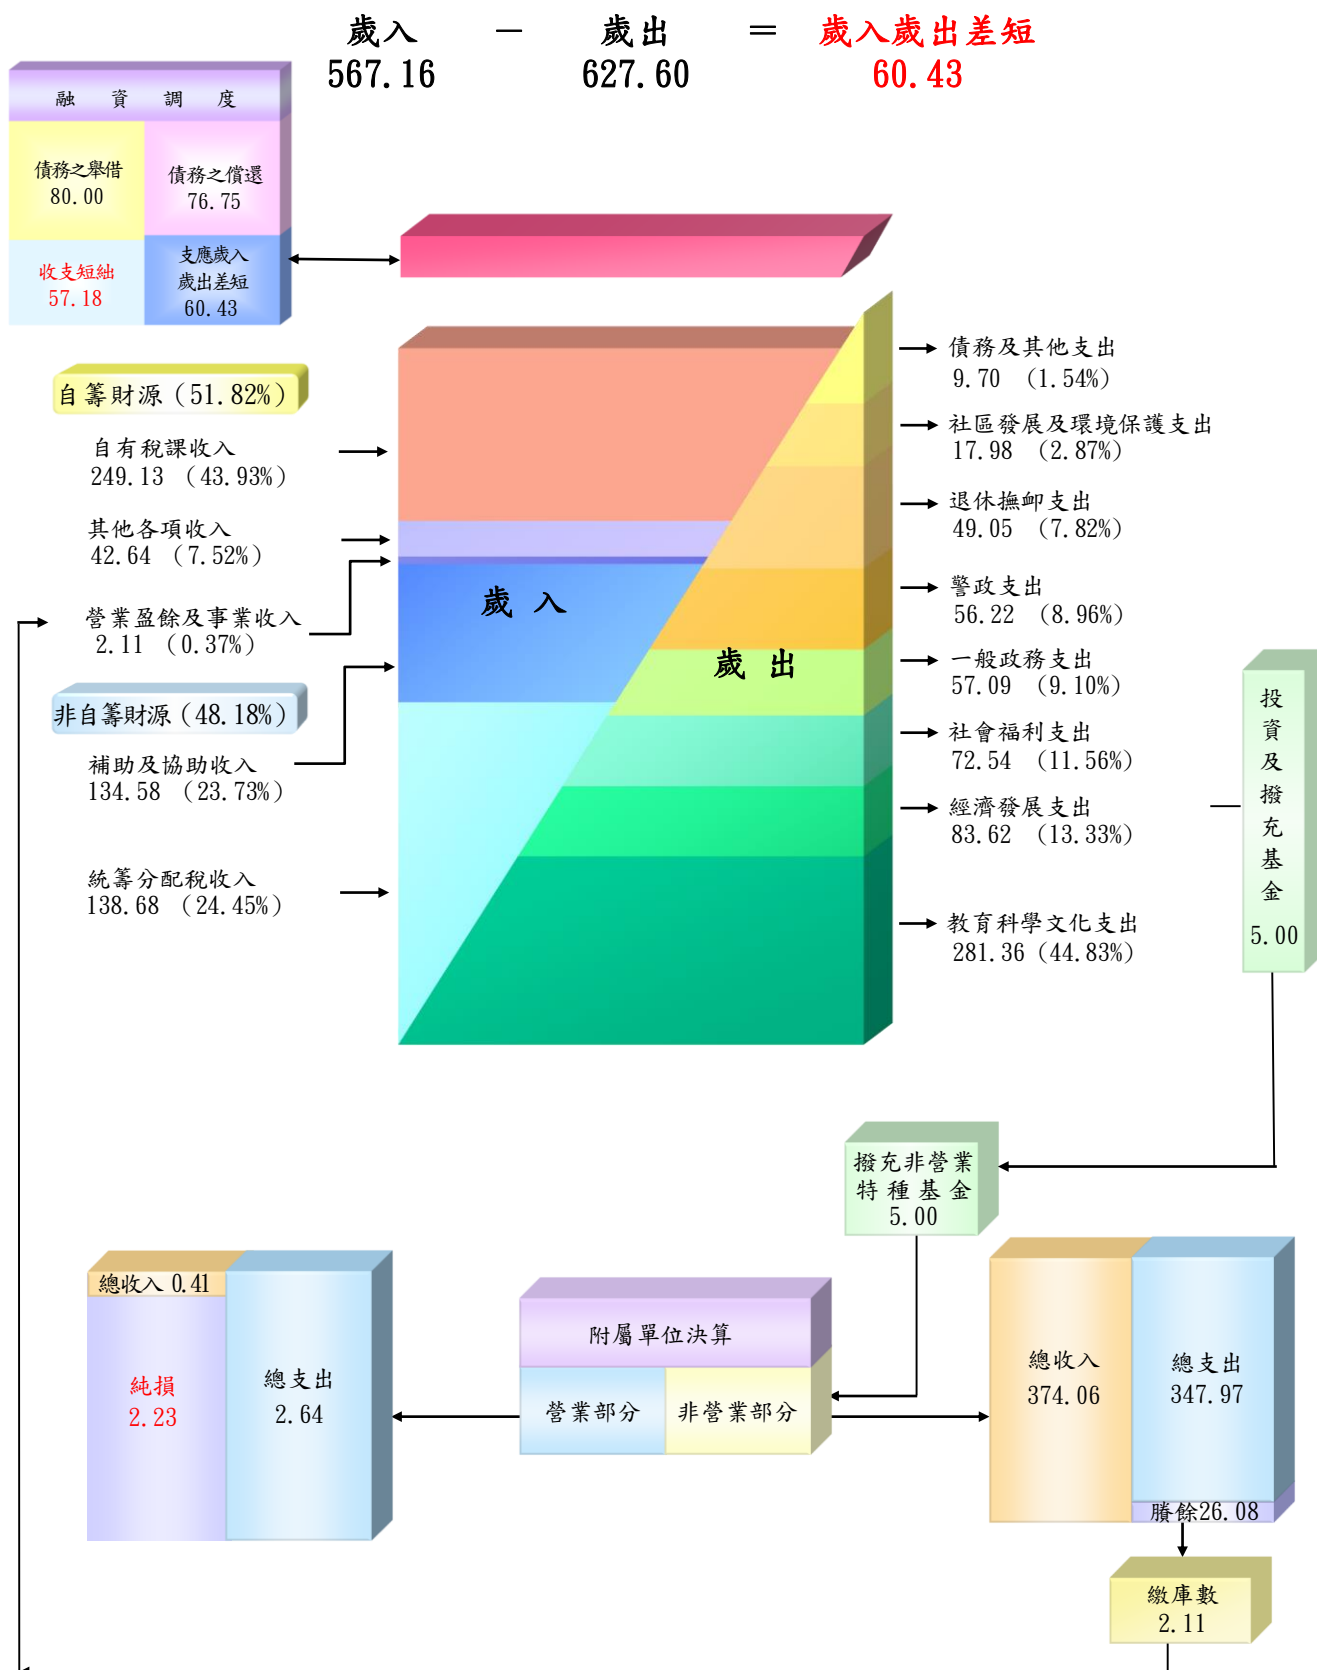 歲入 － 歲出 ＝ 歲入歲出差短
567.16 627.60 60.43
融資調度
債務之舉借
80.00
債務之償還
76.75
收支短絀
57.18
支應歲入
歲出差短
60.43
自籌財源(51.82%)
自有稅課收入
249.13 (43.93%)
其他各項收入
42.64 (7.52%)
營業盈餘及事業收入
2.11 (0.37%)
非自籌財源(48.18%)
補助及協助收入
134.58 (23.73%)
統籌分配稅收入
138.68 (24.45%)
歲入
歲出
債務及其他支出
9.70 (1.54%)
社區發展及環境保護支出
17.98 (2.87%)
退休撫卹支出
49.05 (7.82%)
警政支出
56.22 (8.96%)
一般政務支出
57.09 (9.10%)
社會福利支出
72.54 (11.56%)
經濟發展支出
83.62 (13.33%)
教育科學文化支出
281.36 (44.83%)
投資及撥充基金
5.00
撥充非營業
特種基金
5.00
總收入 0.41
純損
2.23
總支出
2.64
附屬單位決算
營業部分
非營業部分
總收入
374.06
總支出
347.97
賸餘26.08
繳庫數
2.11